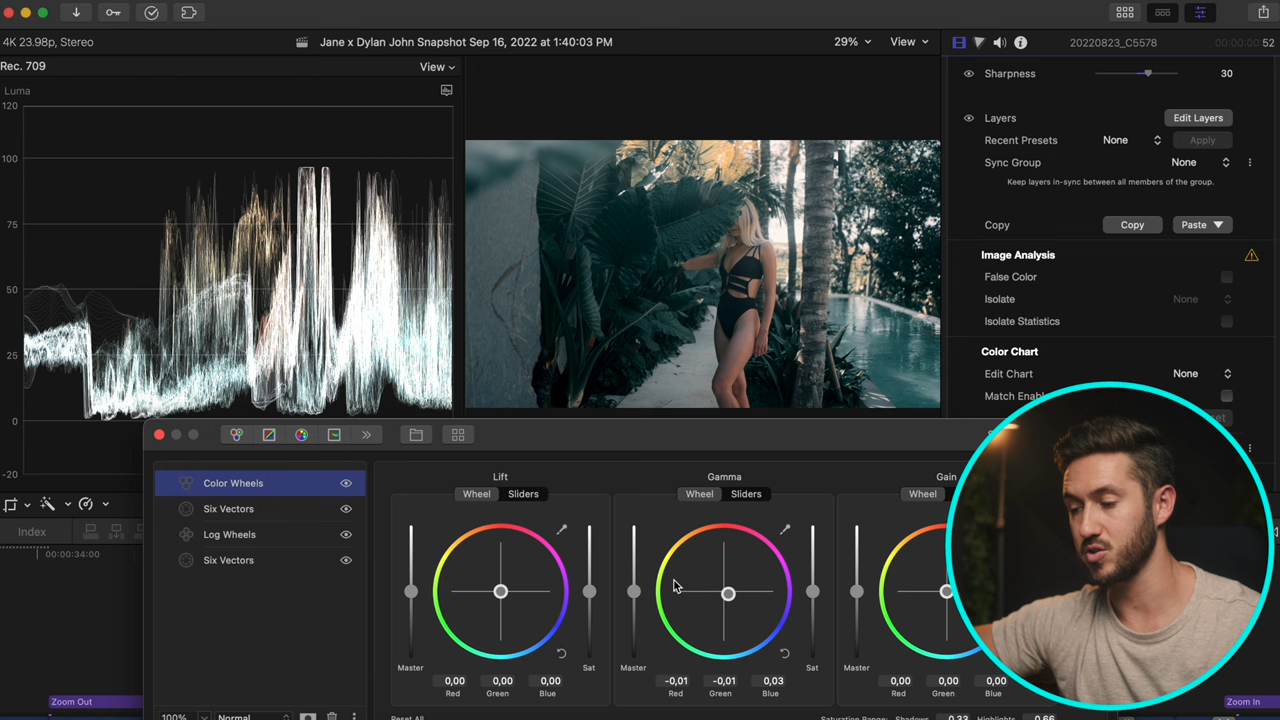 4K 23.98p, Stereo
Jane x Dylan John Snapshot Sep 16, 2022 at 1:40:03 PM
29%
View
20220823_C5578
00:00:00:00:52
Rec. 709
View
Luma
120
100
75
50
25
0
-20
Sharpness
30
Layers
Edit Layers
Recent Presets
None
Apply
Sync Group
None
Keep layers in-sync between all members of the group.
Copy
Copy
Paste
Image Analysis
False Color
Isolate
None
Isolate Statistics
Color Chart
Edit Chart
None
Index
00:00:34:00
Color Wheels
Six Vectors
Log Wheels
Six Vectors
Lift
Wheel
Sliders
Master
Sat
0,00
0,00
0,00
Red
Green
Blue
Gamma
Wheel
Sliders
Master
Sat
-0,01
-0,01
0,03
Red
Green
Blue
Gain
Wheel
Master
0,00
0,00
0,00
Red
Green
Blue
Zoom Out
Zoom In
100%
Normal
Reset All
Saturation Range:
Shadows
0.33
Highlights
0.66